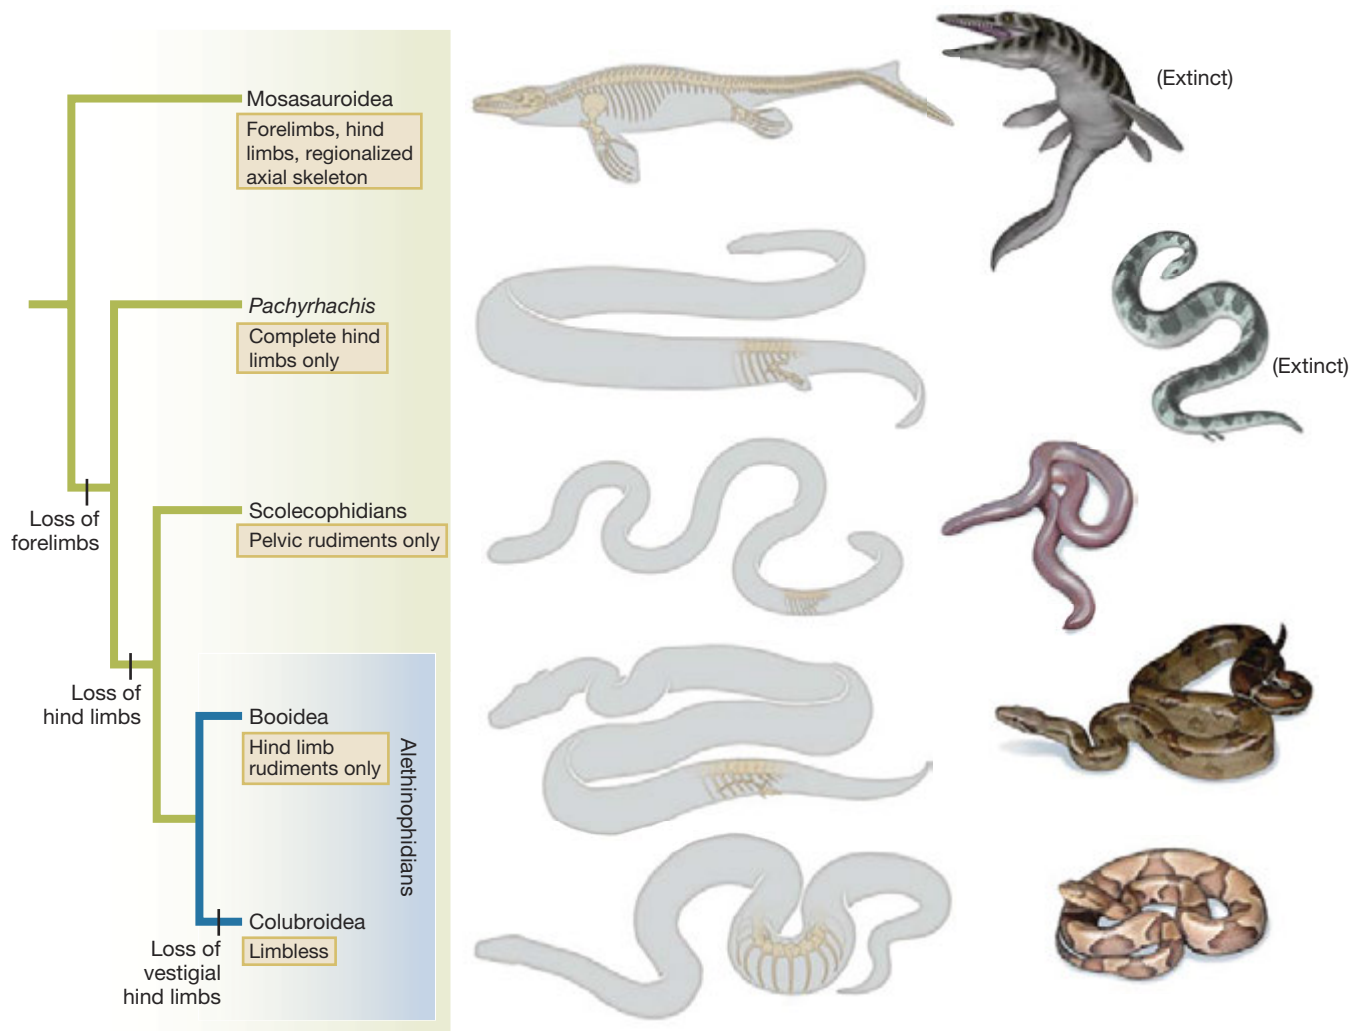 Mosasauroidea
Forelimbs, hind
limbs, regionalized
axial skeleton
(Extinct)
Pachyrhachis
Complete hind
limbs only
(Extinct)
Loss of
forelimbs
Scolecophidians
Pelvic rudiments only
Loss of
hind limbs
Booidea
Hind limb
rudiments only
Alethinophidians
Colubroidea
Limbless
Loss of
vestigial
hind limbs